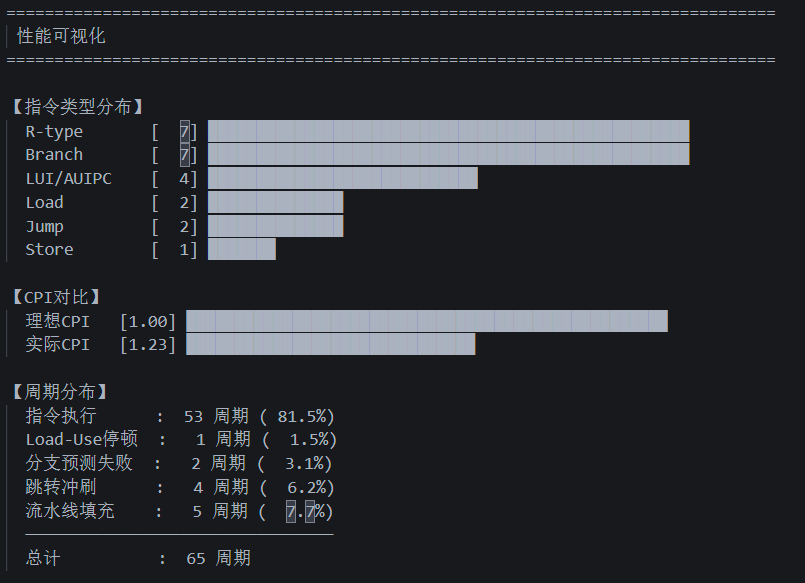 ================================================================================
性能可视化
================================================================================
【指令类型分布】
R-type [ 7]
Branch [ 7]
LUI/AUIPC [ 4]
Load [ 2]
Jump [ 2]
Store [ 1]
【CPI对比】
理想CPI [1.00]
实际CPI [1.23]
【周期分布】
指令执行 : 53 周期 ( 81.5%)
Load-Use停顿 : 1 周期 ( 1.5%)
分支预测失败 : 2 周期 ( 3.1%)
跳转冲刷 : 4 周期 ( 6.2%)
流水线填充 : 5 周期 ( 7.7%)
总计 : 65 周期